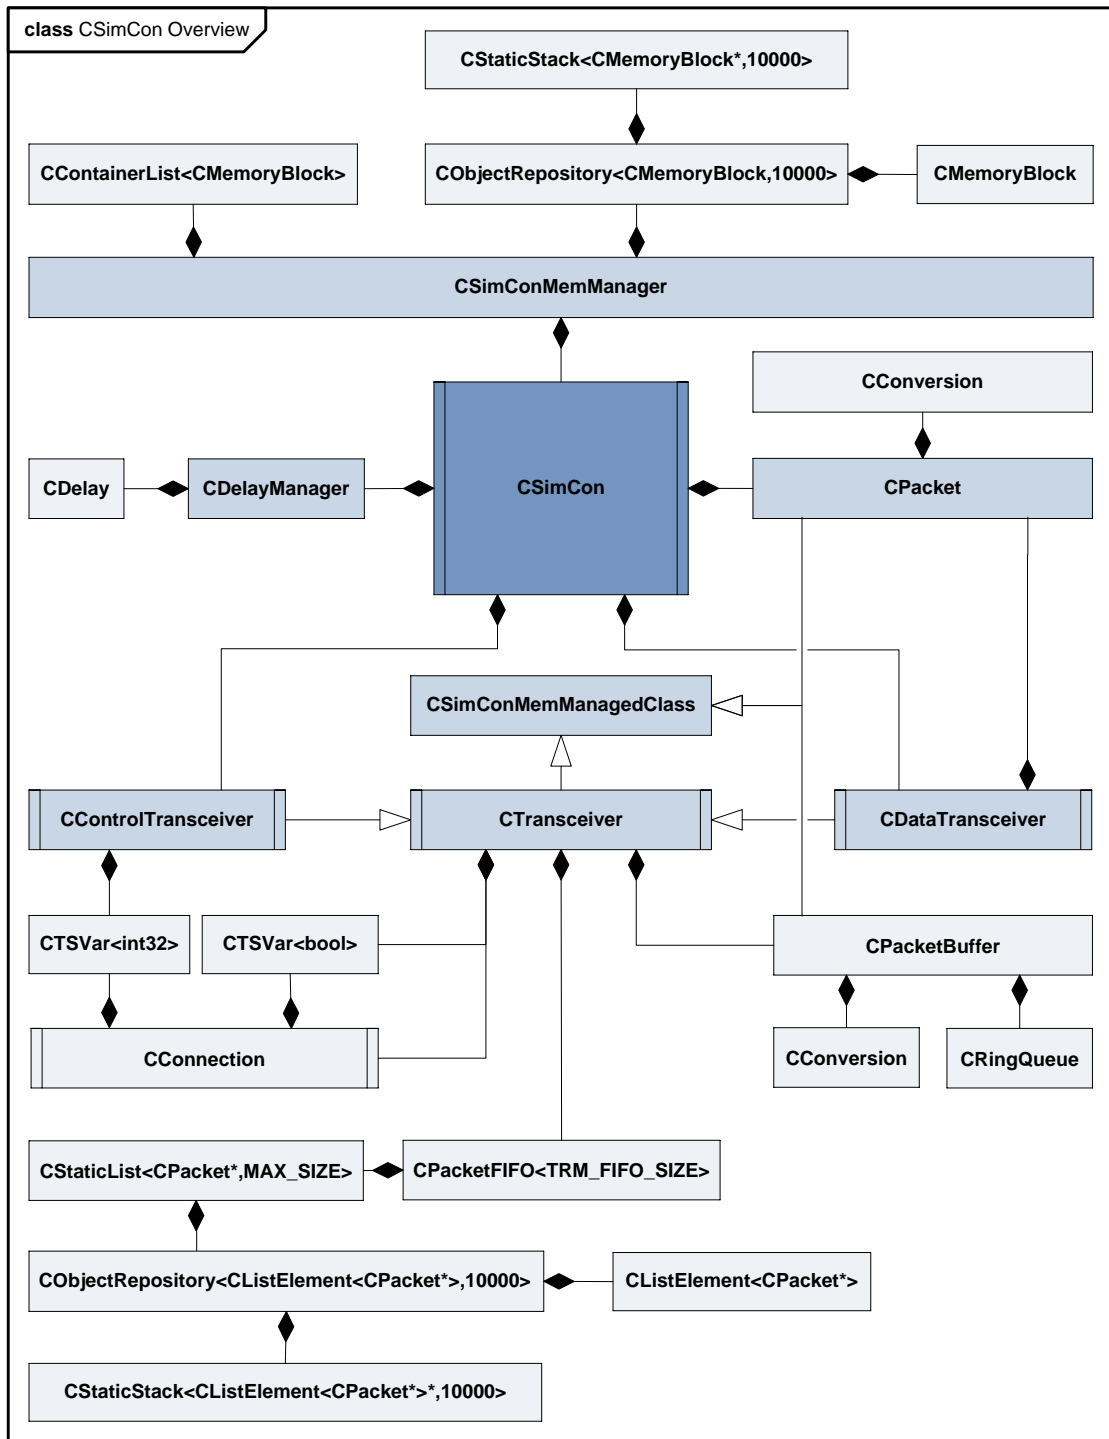 class CSimCon Overview
CStaticStack<CMemoryBlock*,10000>
CContainerList<CMemoryBlock>
CObjectRepository<CMemoryBlock,10000>
CMemoryBlock
CSimConMemManager
CConversion
CDelay
CDelayManager
CSimCon
CPacket
CSimConMemManagedClass
CControlTransceiver
CTransceiver
CDataTransceiver
CTSVar<int32>
CTSVar<bool>
CPacketBuffer
CConnection
CConversion
CRingQueue
CStaticList<CPacket*,MAX_SIZE>
CPacketFIFO<TRM_FIFO_SIZE>
CObjectRepository<CListElement<CPacket*>,10000>
CListElement<CPacket*>
CStaticStack<CListElement<CPacket*>*,10000>